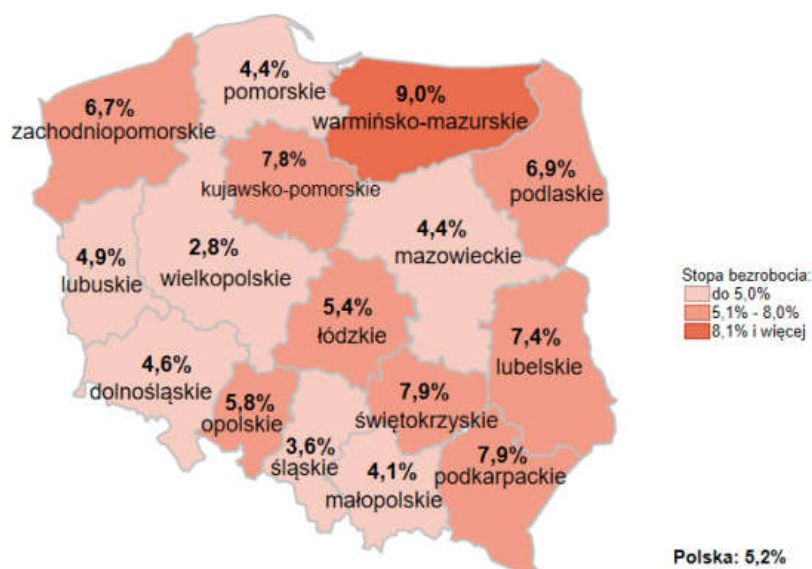 4,4%
pomorskie
6,7%
zachodniopomorskie
9,0%
warmińsko-mazurskie
7,8%
kujawsko-pomorskie
6,9%
podlaskie
4,9%
lubuskie
2,8%
wielkopolskie
4,4%
mazowieckie
5,4%
łódzkie
4,6%
dolnośląskie
5,8%
opolskie
3,6%
śląskie
7,9%
świętokrzyskie
7,4%
lubelskie
4,1%
małopolskie
7,9%
podkarpackie
Stopa bezrobocia:
do 5,0%
5,1% - 8,0%
8,1% i więcej
Polska: 5,2%